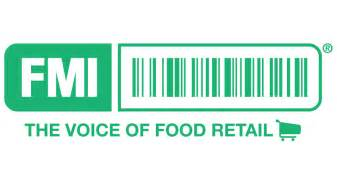 FMI ®
THE VOICE OF FOOD RETAIL